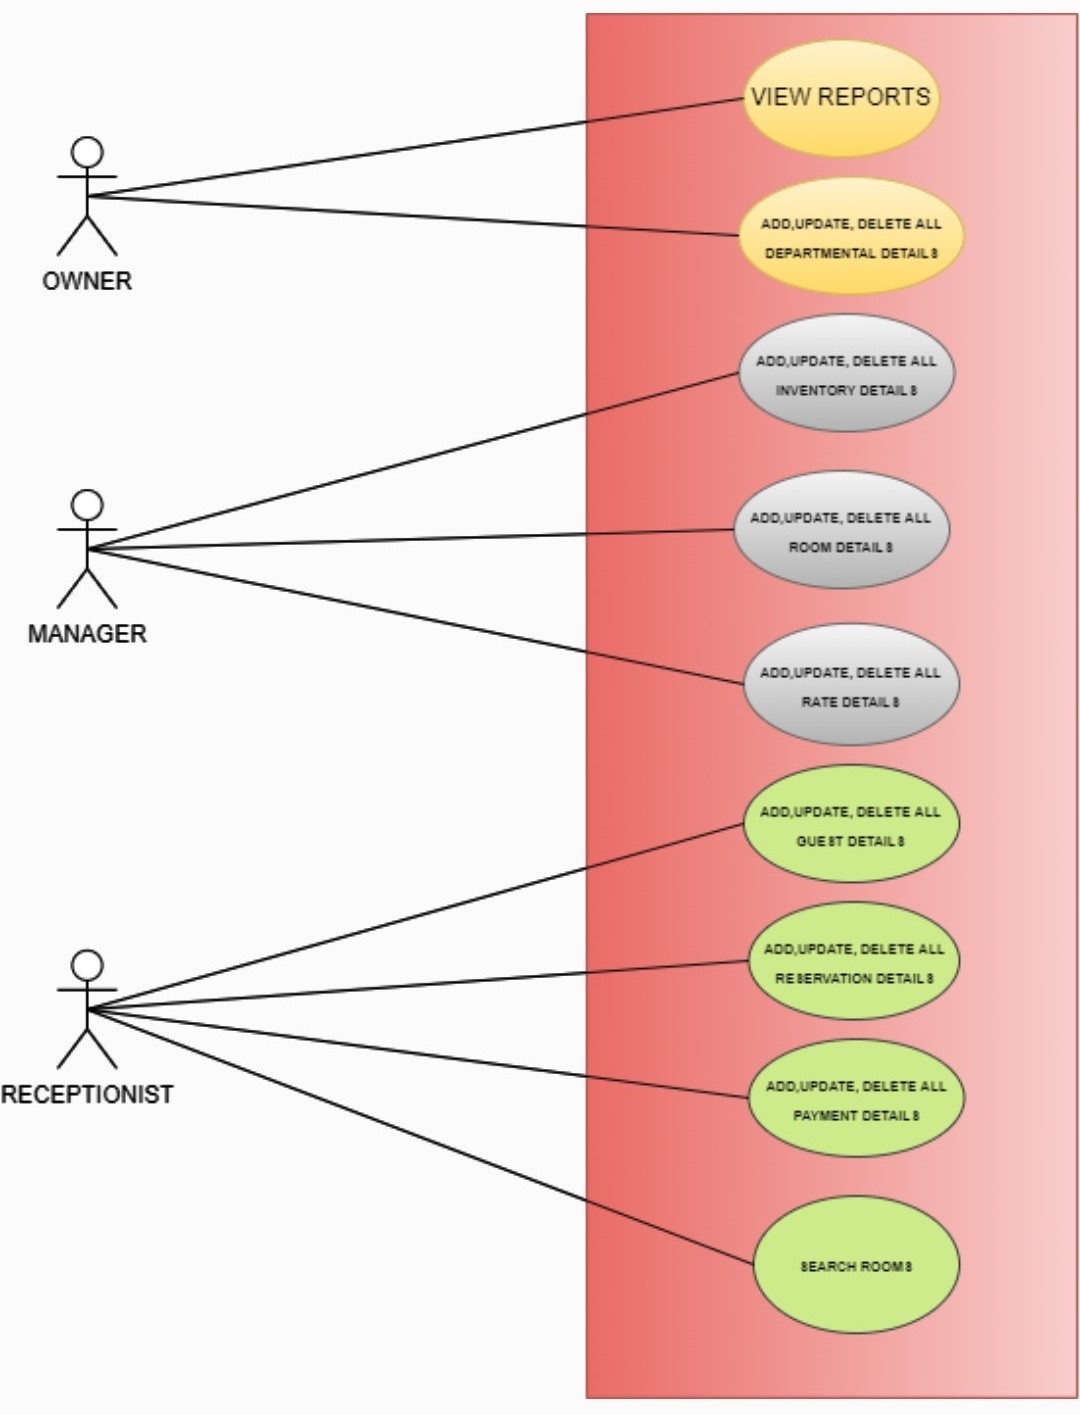 VIEW REPORTS
ADD,UPDATE, DELETE ALL
DEPARTMENTAL DETAILS
OWNER
ADD,UPDATE, DELETE ALL
INVENTORY DETAILS
ADD,UPDATE, DELETE ALL
ROOM DETAILS
MANAGER
ADD,UPDATE, DELETE ALL
RATE DETAILS
ADD,UPDATE, DELETE ALL
GUEST DETAILS
ADD,UPDATE, DELETE ALL
RESERVATION DETAILS
RECEPTIONIST
ADD,UPDATE, DELETE ALL
PAYMENT DETAILS
SEARCH ROOMS